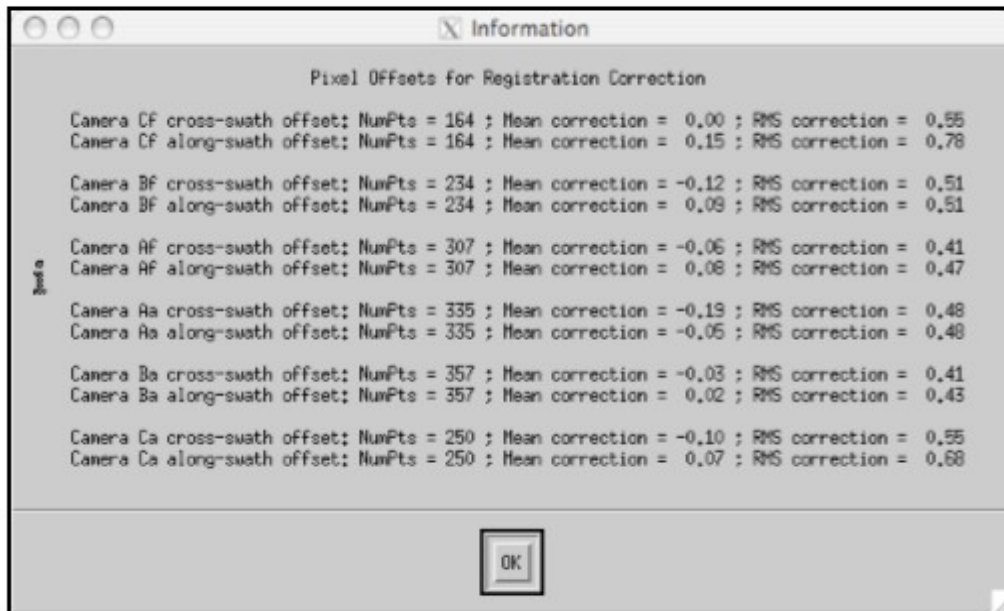 X Information
Pixel Offsets for Registration Correction
Camera Cf cross-swath offset: NumPts = 164 ; Mean correction = 0.00 ; RMS correction = 0.55
Camera Cf along-swath offset: NumPts = 164 ; Mean correction = 0.15 ; RMS correction = 0.78
Camera Bf cross-swath offset: NumPts = 234 ; Mean correction = -0.12 ; RMS correction = 0.51
Camera Bf along-swath offset: NumPts = 234 ; Mean correction = 0.09 ; RMS correction = 0.51
Camera Af cross-swath offset: NumPts = 307 ; Mean correction = -0.06 ; RMS correction = 0.41
Camera Af along-swath offset: NumPts = 307 ; Mean correction = 0.08 ; RMS correction = 0.47
Camera Aa cross-swath offset: NumPts = 335 ; Mean correction = -0.19 ; RMS correction = 0.48
Camera Aa along-swath offset: NumPts = 335 ; Mean correction = -0.05 ; RMS correction = 0.48
Camera Ba cross-swath offset: NumPts = 357 ; Mean correction = -0.03 ; RMS correction = 0.41
Camera Ba along-swath offset: NumPts = 357 ; Mean correction = 0.02 ; RMS correction = 0.43
Camera Ca cross-swath offset: NumPts = 250 ; Mean correction = -0.10 ; RMS correction = 0.55
Camera Ca along-swath offset: NumPts = 250 ; Mean correction = 0.07 ; RMS correction = 0.68
OK